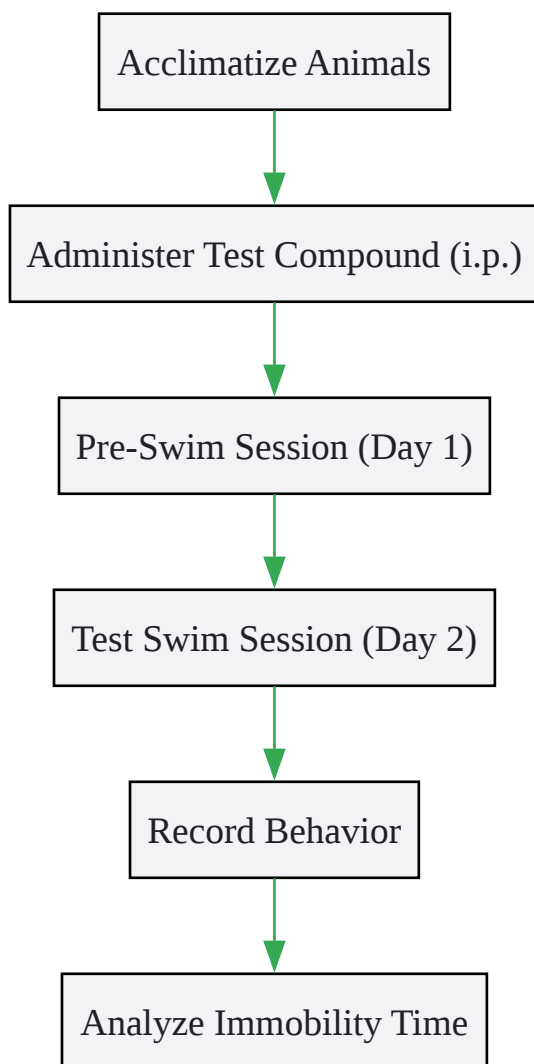 Acclimatize Animals
Administer Test Compound (i.p.)
Pre-Swim Session (Day 1)
Test Swim Session (Day 2)
Record Behavior
Analyze Immobility Time